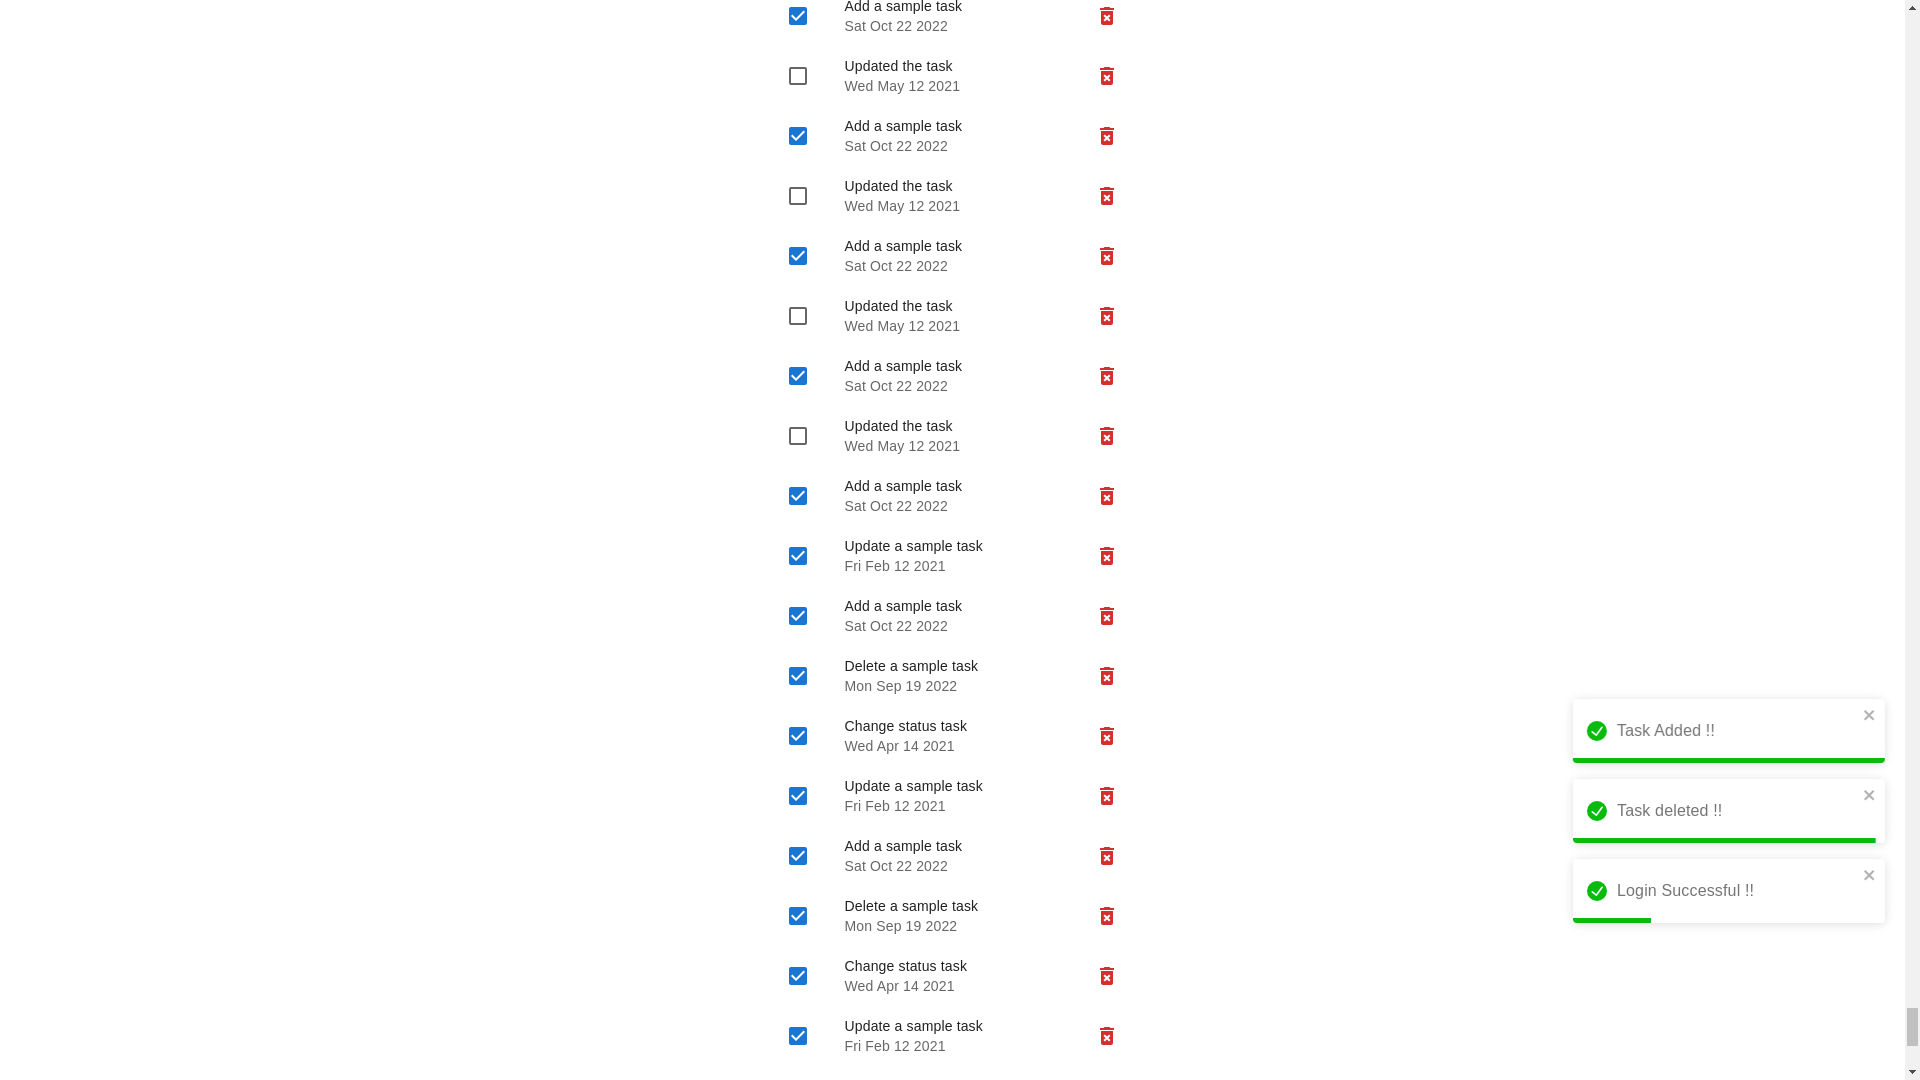 Add a sample task
Sat Oct 22 2022
Updated the task
Wed May 12 2021
Add a sample task
Sat Oct 22 2022
Updated the task
Wed May 12 2021
Add a sample task
Sat Oct 22 2022
Updated the task
Wed May 12 2021
Add a sample task
Sat Oct 22 2022
Updated the task
Wed May 12 2021
Add a sample task
Sat Oct 22 2022
Update a sample task
Fri Feb 12 2021
Add a sample task
Sat Oct 22 2022
Delete a sample task
Mon Sep 19 2022
Change status task
Wed Apr 14 2021
Update a sample task
Fri Feb 12 2021
Add a sample task
Sat Oct 22 2022
Delete a sample task
Mon Sep 19 2022
Change status task
Wed Apr 14 2021
Update a sample task
Fri Feb 12 2021
Task Added !!
Task deleted !!
Login Successful !!